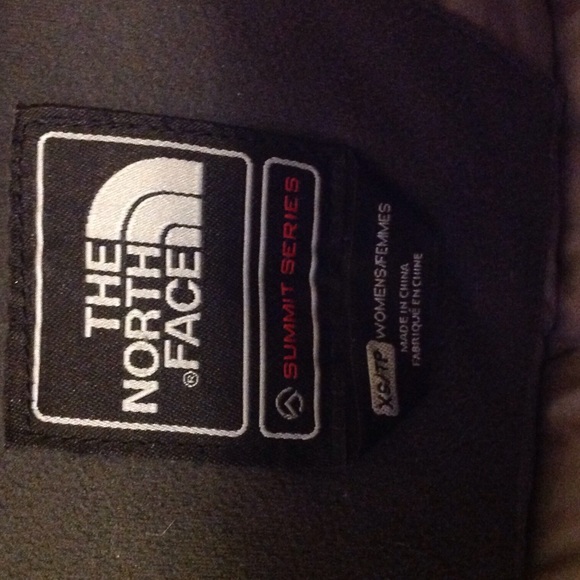 THE
NORTH
FACE®
SUMMIT SERIES
XS/TP WOMENS/FEMMES
MADE IN CHINA
FABRIQUÉ EN CHINE